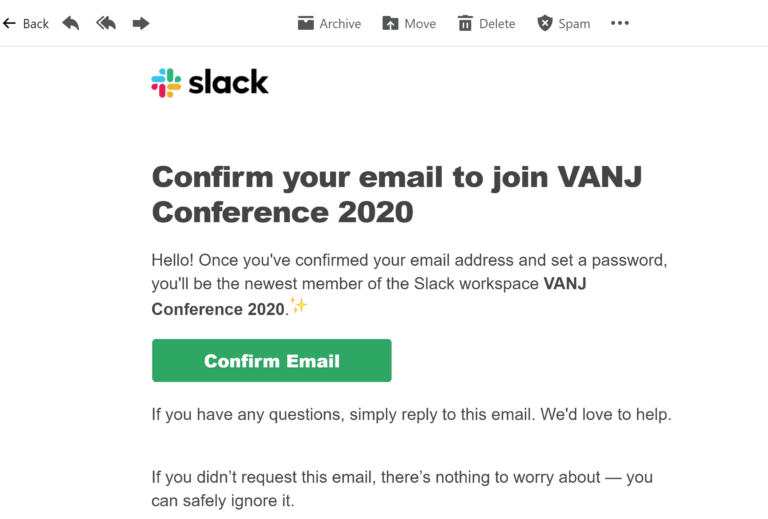 Back Archive Move Delete Spam
slack
Confirm your email to join VANJ
Conference 2020
Hello! Once you've confirmed your email address and set a password,
you'll be the newest member of the Slack workspace VANJ
Conference 2020.✨
Confirm Email
If you have any questions, simply reply to this email. We'd love to help.
If you didn’t request this email, there’s nothing to worry about — you
can safely ignore it.